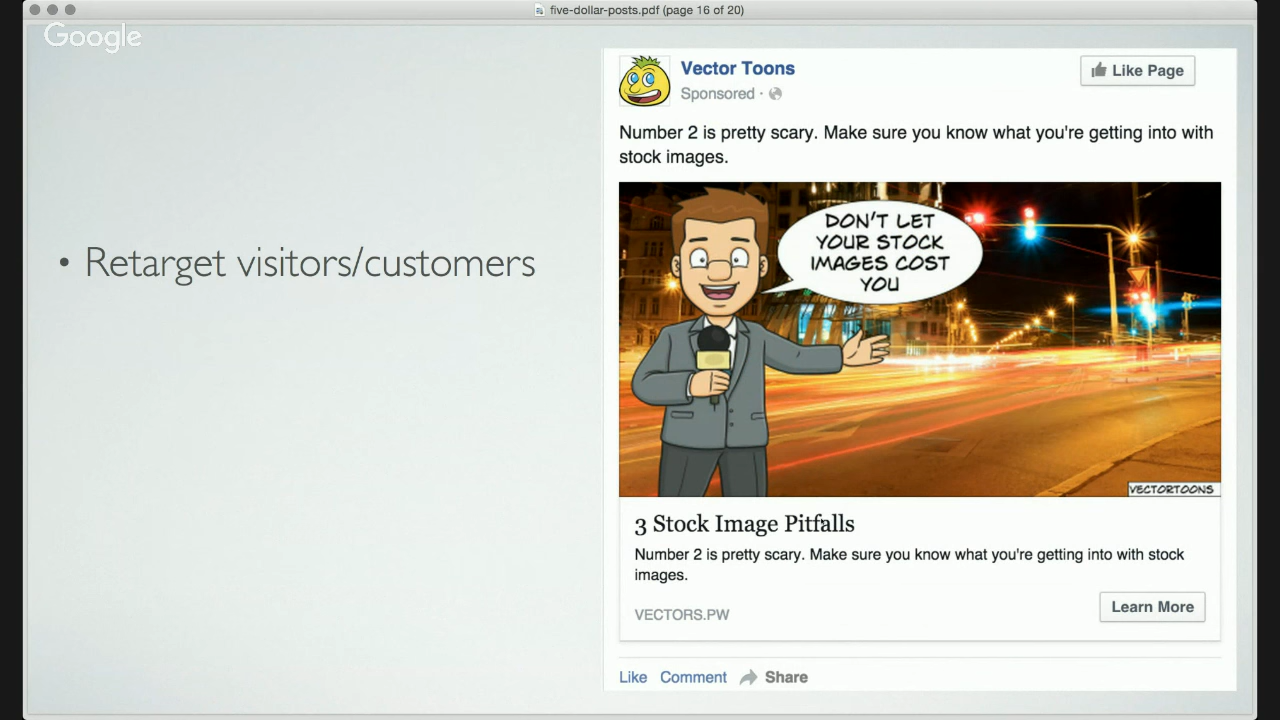 five-dollar-posts.pdf (page 16 of 20)
Google
• Retarget visitors/customers
Vector Toons
Sponsored ·
Like Page
Number 2 is pretty scary. Make sure you know what you're getting into with
stock images.
DON'T LET
YOUR STOCK
IMAGES COST
YOU
VECTORTOONS
3 Stock Image Pitfalls
Number 2 is pretty scary. Make sure you know what you're getting into with stock
images.
VECTORS.PW
Learn More
Like Comment Share